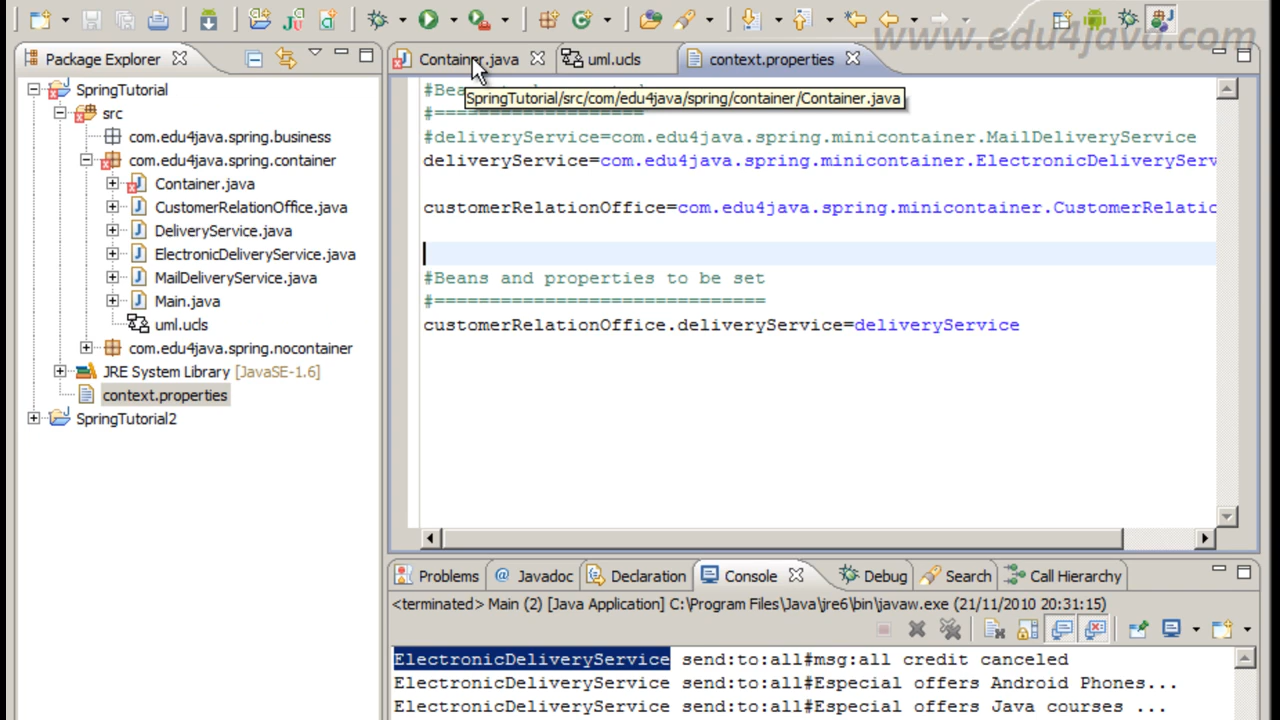 www.edu4java.com
Package Explorer
Container.java
uml.ucls
context.properties
SpringTutorial
src
com.edu4java.spring.business
com.edu4java.spring.container
Container.java
CustomerRelationOffice.java
DeliveryService.java
ElectronicDeliveryService.java
MailDeliveryService.java
Main.java
uml.ucls
com.edu4java.spring.nocontainer
JRE System Library [JavaSE-1.6]
context.properties
SpringTutorial2
#Bea
SpringTutorial/src/com/edu4java/spring/container/Container.java
#===================
#deliveryService=com.edu4java.spring.minicontainer.MailDeliveryService
deliveryService=com.edu4java.spring.minicontainer.ElectronicDeliveryServ
customerRelationOffice=com.edu4java.spring.minicontainer.CustomerRelatio
#Beans and properties to be set
#==============================
customerRelationOffice.deliveryService=deliveryService
Problems
Javadoc
Declaration
Console
Debug
Search
Call Hierarchy
<terminated> Main (2) [Java Application] C:\Program Files\Java\jre6\bin\javaw.exe (21/11/2010 20:31:15)
ElectronicDeliveryService send:to:all#msg:all credit canceled
ElectronicDeliveryService send:to:all#Especial offers Android Phones...
ElectronicDeliveryService send:to:all#Especial offers Java courses ...